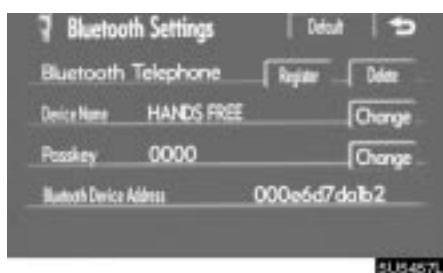 Bluetooth Settings Default
Bluetooth Telephone Register Delete
Device Name HANDS FREE Change
Passkey 0000 Change
Bluetooth Device Address 000e6d7da1b2